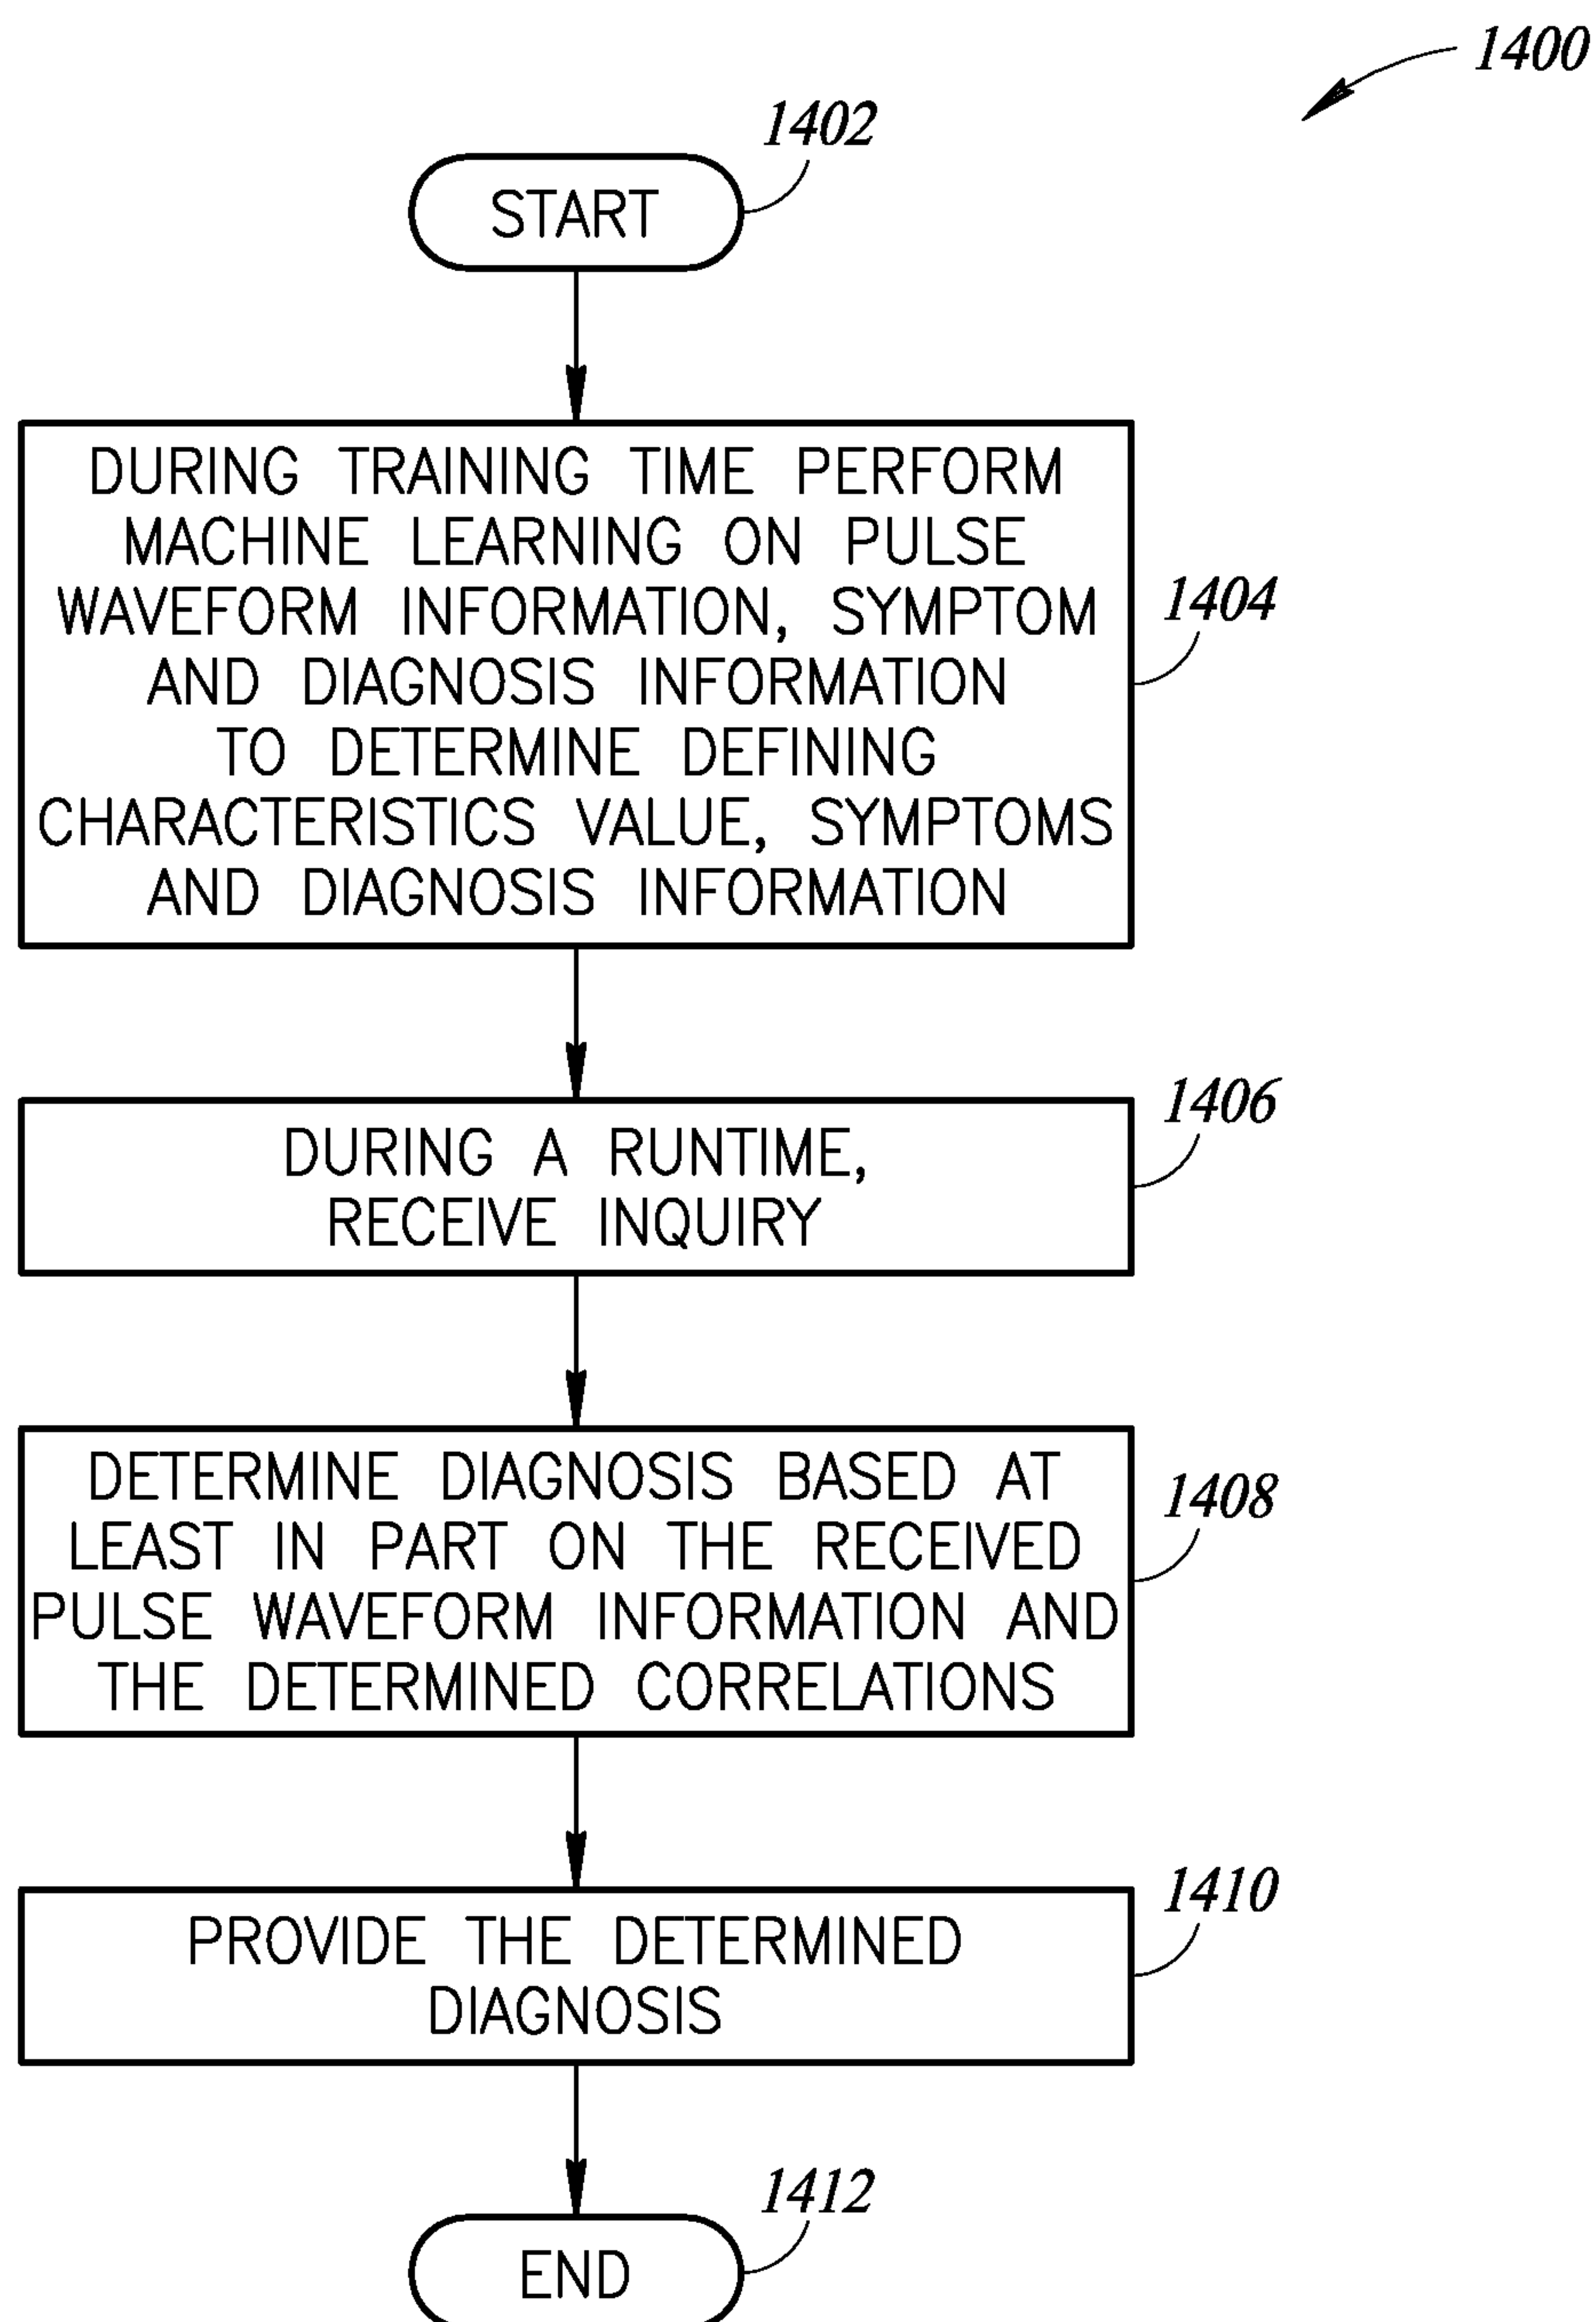 1400
1402
START
DURING TRAINING TIME PERFORM
MACHINE LEARNING ON PULSE
WAVEFORM INFORMATION, SYMPTOM
AND DIAGNOSIS INFORMATION
TO DETERMINE DEFINING
CHARACTERISTICS VALUE, SYMPTOMS
AND DIAGNOSIS INFORMATION
1404
DURING A RUNTIME,
RECEIVE INQUIRY
1406
DETERMINE DIAGNOSIS BASED AT
LEAST IN PART ON THE RECEIVED
PULSE WAVEFORM INFORMATION AND
THE DETERMINED CORRELATIONS
1408
PROVIDE THE DETERMINED
DIAGNOSIS
1410
1412
END